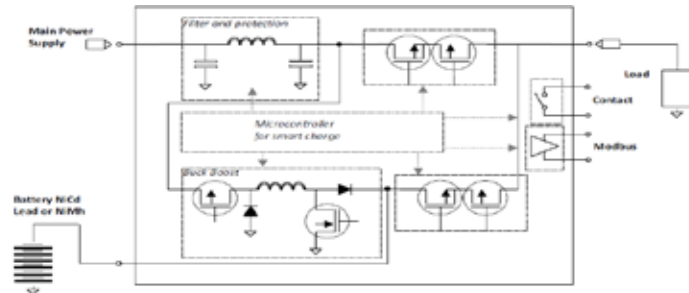 Main Power
Supply
Filter and protection
Load
Contact
Microcontroller
for smart charge
Modbus
Buck Boost
Battery NiCd
Lead or NiMh